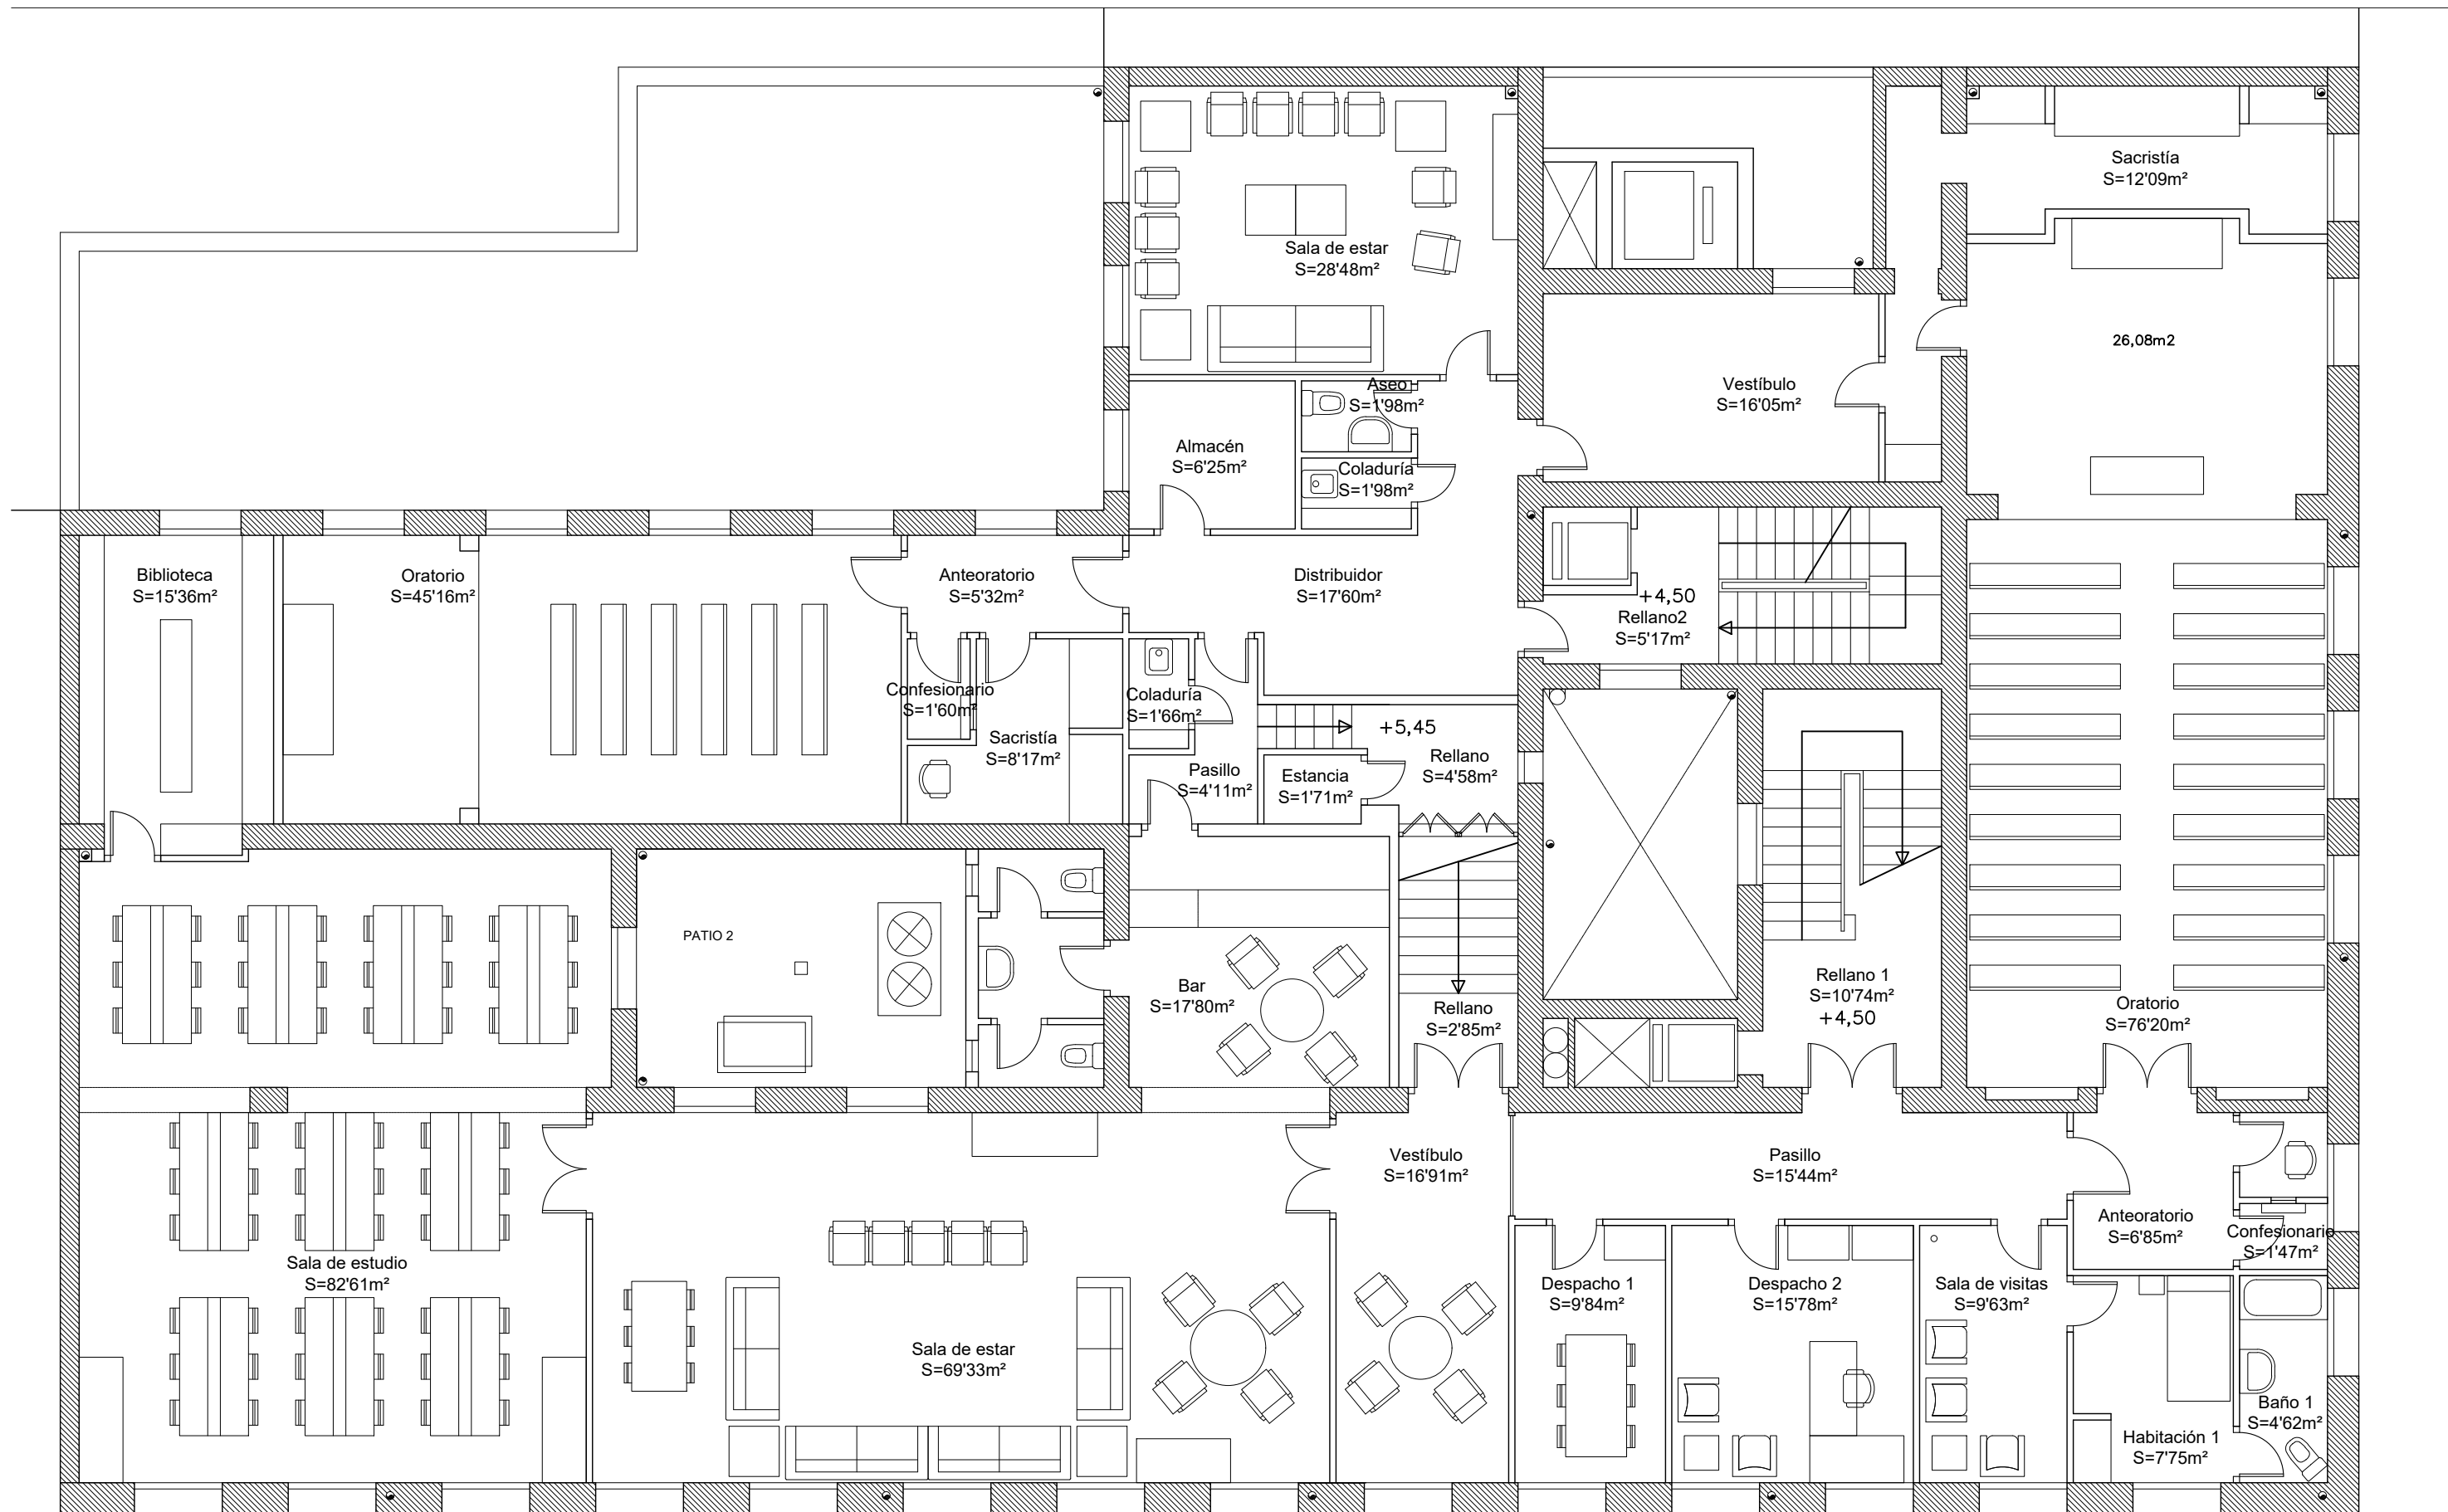 Sacristía
S=12'09m²
Sala de estar
S=28'48m²
26,08m2
Aseo
S=1'98m²
Vestíbulo
S=16'05m²
Almacén
S=6'25m²
Coladuría
S=1'98m²
Biblioteca
S=15'36m²
Oratorio
S=45'16m²
Anteoratorio
S=5'32m²
Distribuidor
S=17'60m²
+4,50
Rellano2
S=5'17m²
Confesionario
S=1'60m²
Coladuría
S=1'66m²
Sacristía
S=8'17m²
+5,45
Rellano
S=4'58m²
Pasillo
S=4'11m²
Estancia
S=1'71m²
PATIO 2
Bar
S=17'80m²
Rellano
S=2'85m²
Rellano 1
S=10'74m²
+4,50
Oratorio
S=76'20m²
Vestíbulo
S=16'91m²
Pasillo
S=15'44m²
Anteoratorio
S=6'85m²
Confesionario
S=1'47m²
Sala de estudio
S=82'61m²
Despacho 1
S=9'84m²
Despacho 2
S=15'78m²
Sala de visitas
S=9'63m²
Sala de estar
S=69'33m²
Baño 1
S=4'62m²
Habitación 1
S=7'75m²